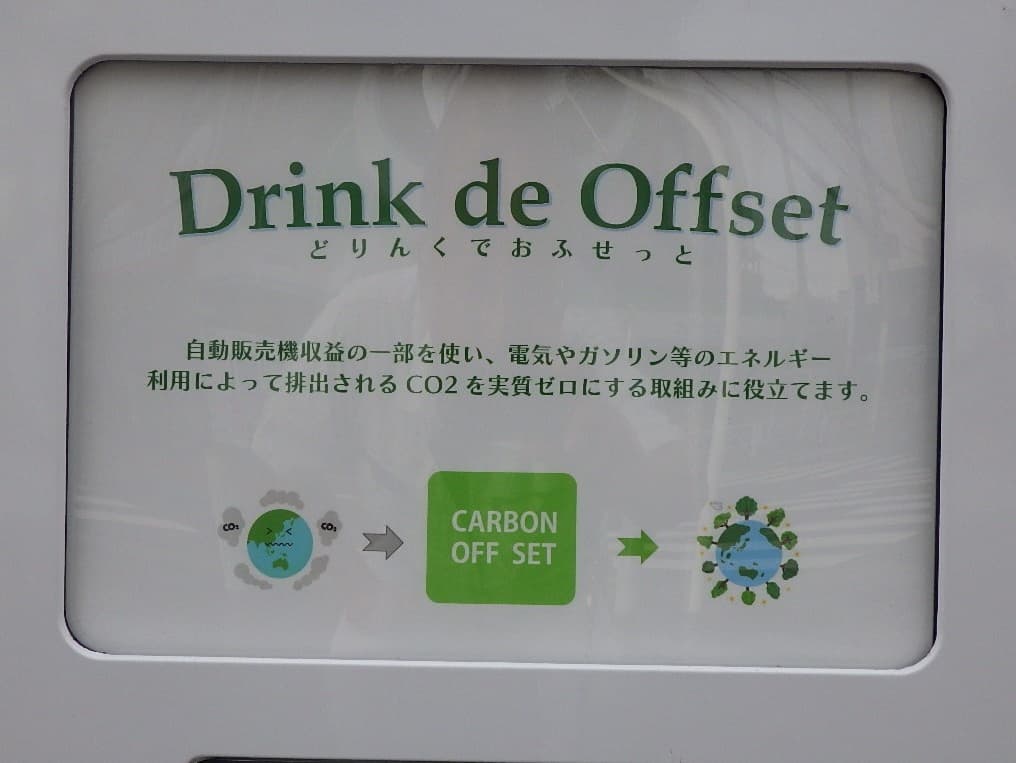 Drink de Offset
どりんくでおふせっと
自動販売機収益の一部を使い、電気やガソリン等のエネルギー
利用によって排出される CO2 を実質ゼロにする取組みに役立てます。
CO₂
CO₂
CARBON
OFF SET